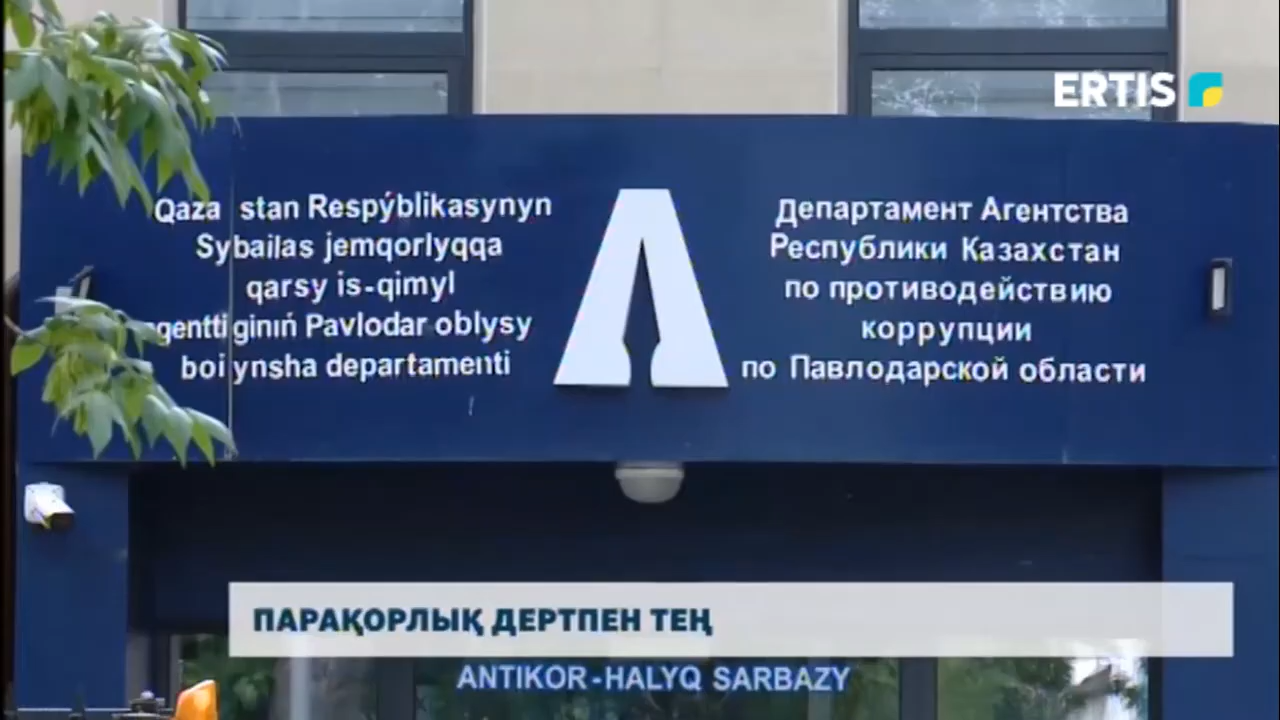 ERTIS
Qaza stan Respýblikasynyn
Sybailas jemqorlyqqa
qarsy is-qimyl
genttiginıń Pavlodar oblysy
boiynsha departamenti
Департамент Агентства
Республики Казахстан
по противодействию
коррупции
по Павлодарской области
ПАРАҚОРЛЫҚ ДЕРТПЕН ТЕҢ
ANTIKOR-HALYQ SARBAZY